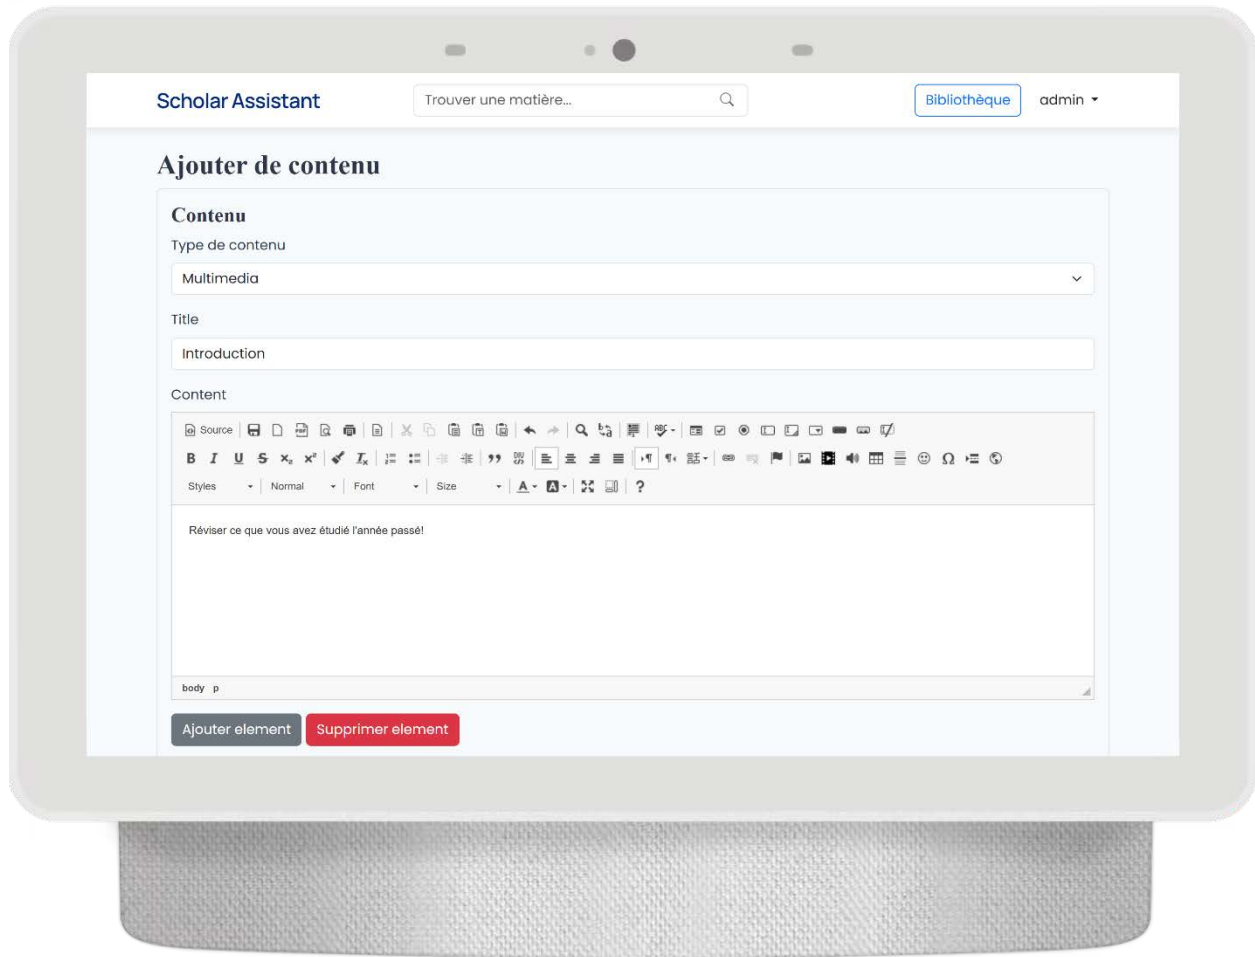 Scholar Assistant Trouver une matière... Bibliothèque admin
Ajouter de contenu
Contenu
Type de contenu
Multimedia
Title
Introduction
Content
Source
Styles Normal Font Size
Réviser ce que vous avez étudié l'année passé!
body p
Ajouter element Supprimer element